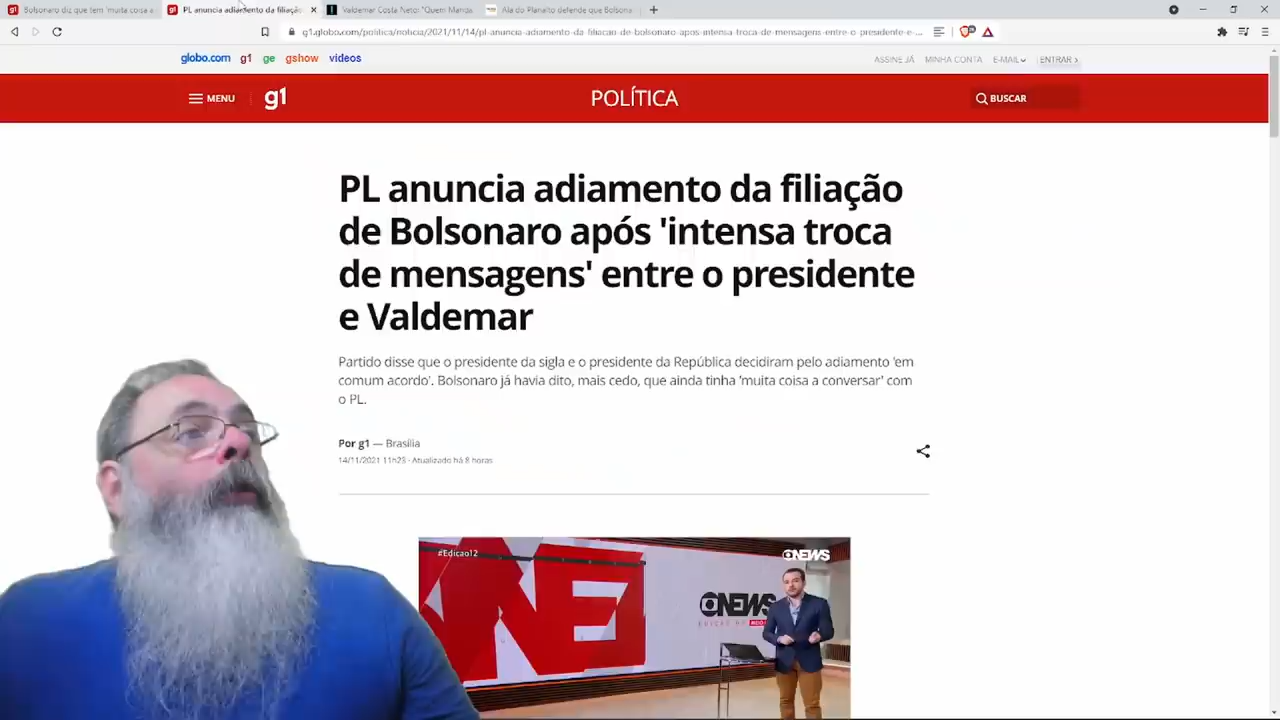 Bolsonaro diz que tem 'muita coisa a
PL anuncia adiamento da filiação
Valdemar Costa Neto: "Quem Manda
Ala do Planalto defende que Bolsona
g1.globo.com/politica/noticia/2021/11/14/pl-anuncia-adiamento-da-filiacao-de-bolsonaro-apos-intensa-troca-de-mensagens-entre-o-presidente-e-...
globo.com g1 ge gshow videos
ASSINE JÁ MINHA CONTA E-MAIL ENTRAR ›
MENU g1 POLÍTICA BUSCAR
PL anuncia adiamento da filiação
de Bolsonaro após 'intensa troca
de mensagens' entre o presidente
e Valdemar
Partido disse que o presidente da sigla e o presidente da República decidiram pelo adiamento 'em
comum acordo'. Bolsonaro já havia dito, mais cedo, que ainda tinha 'muita coisa a conversar' com
o PL.
Por g1 — Brasília
14/11/2021 11h23 · Atualizado há 8 horas
#Edicao12
GNEWS
NE
GNEWS